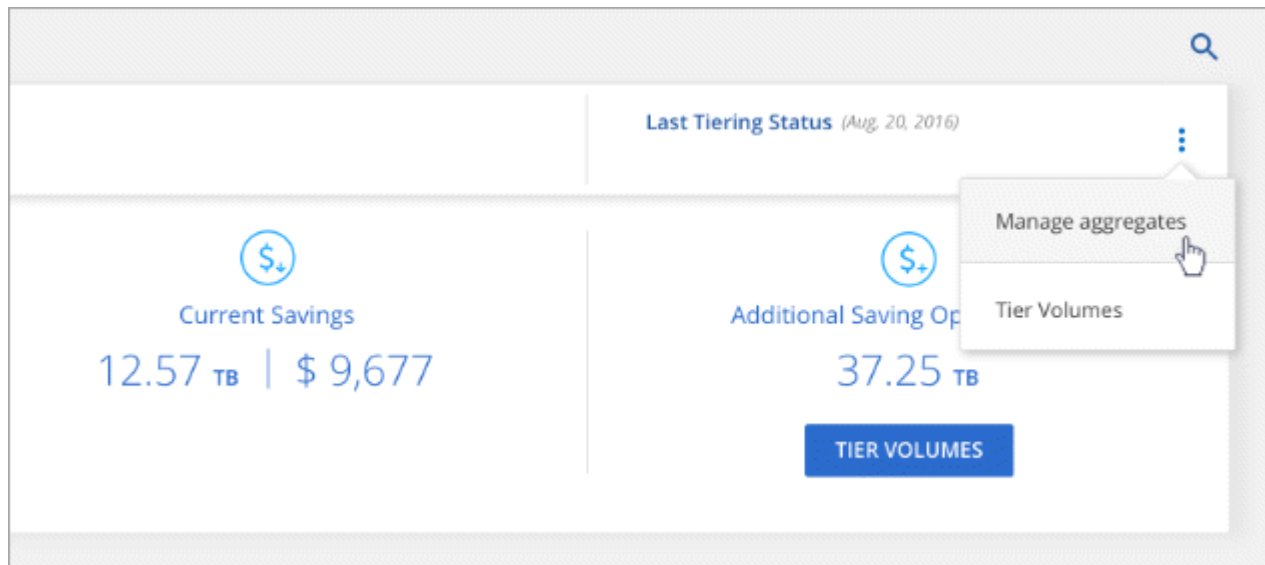 Last Tiering Status (Aug, 20, 2016)
Manage aggregates
Tier Volumes
Current Savings
12.57 TB | $ 9,677
Additional Saving Op
37.25 TB
TIER VOLUMES